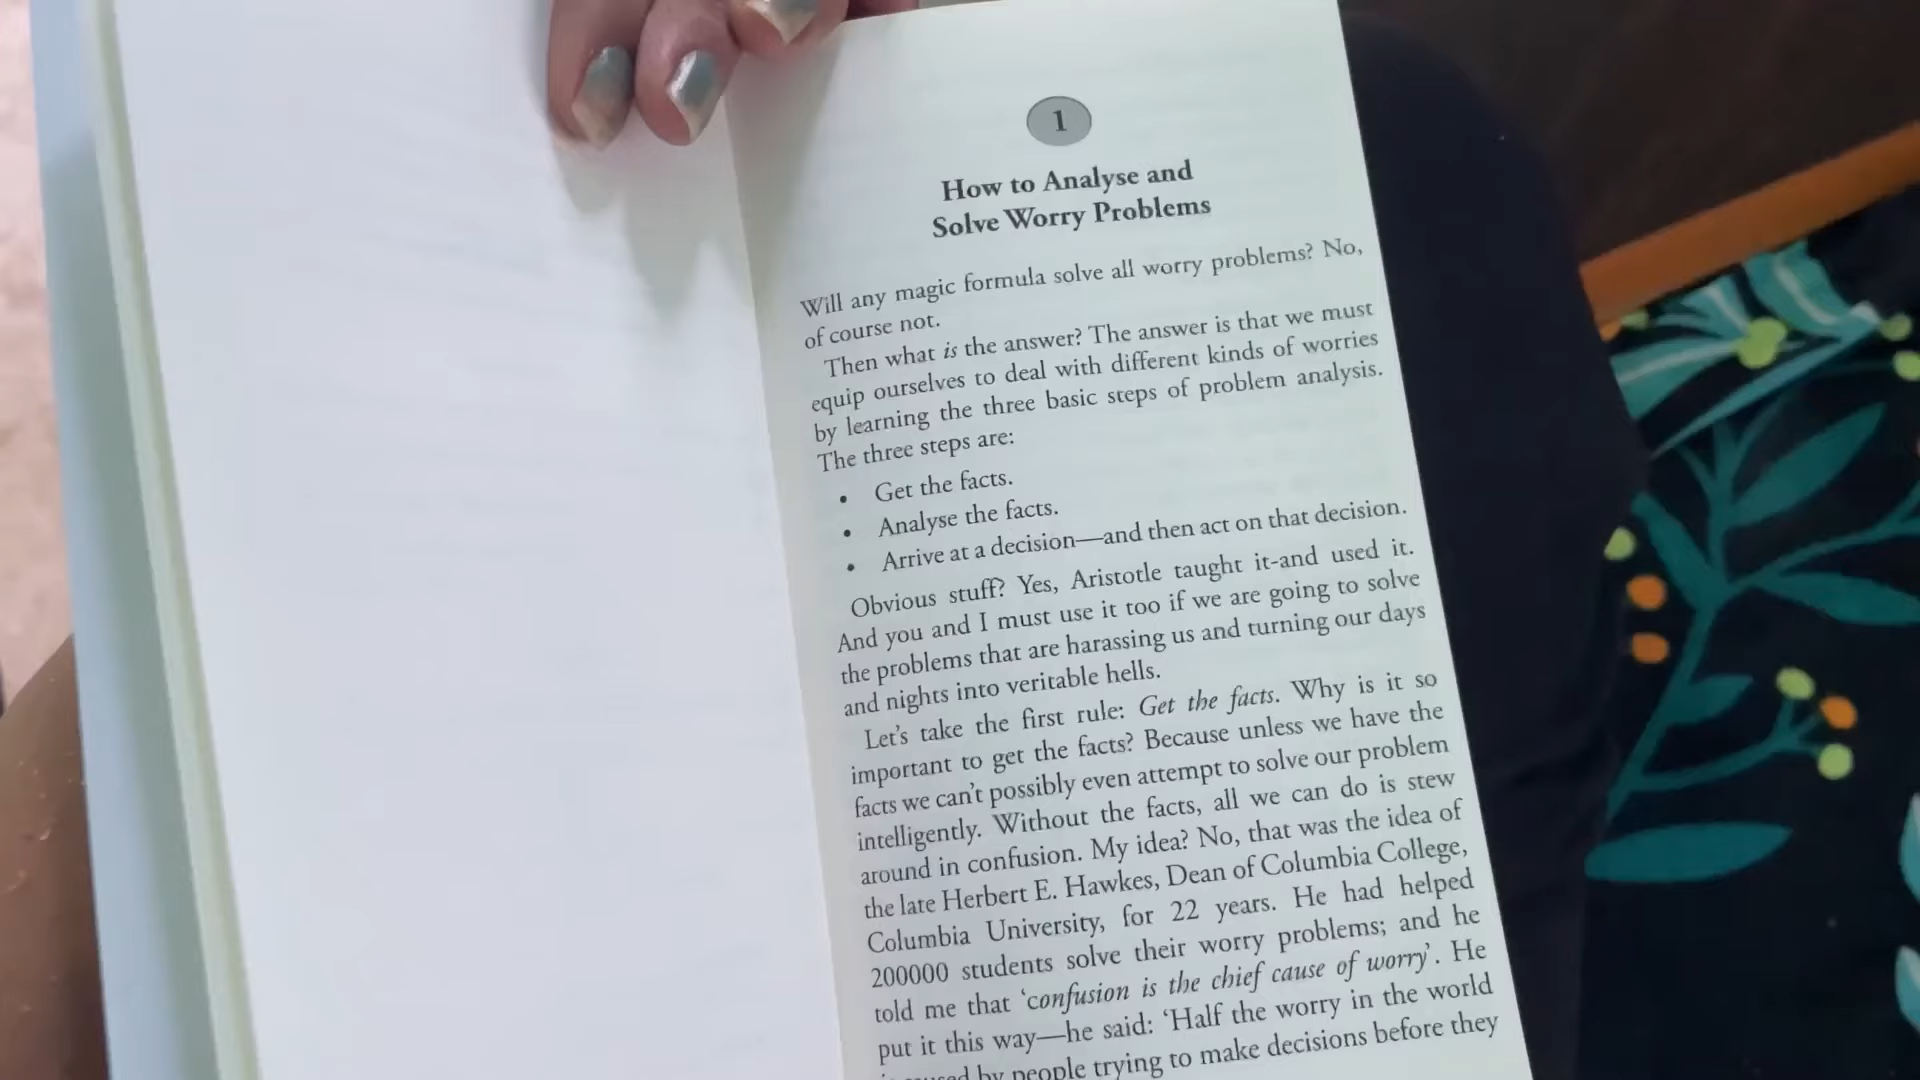 1
How to Analyse and
Solve Worry Problems
Will any magic formula solve all worry problems? No,
of course not.
Then what is the answer? The answer is that we must
equip ourselves to deal with different kinds of worries
by learning the three basic steps of problem analysis.
The three steps are:
• Get the facts.
• Analyse the facts.
• Arrive at a decision—and then act on that decision.
Obvious stuff? Yes, Aristotle taught it-and used it.
And you and I must use it too if we are going to solve
the problems that are harassing us and turning our days
and nights into veritable hells.
Let's take the first rule: Get the facts. Why is it so
important to get the facts? Because unless we have the
facts we can't possibly even attempt to solve our problem
intelligently. Without the facts, all we can do is stew
around in confusion. My idea? No, that was the idea of
the late Herbert E. Hawkes, Dean of Columbia College,
Columbia University, for 22 years. He had helped
200000 students solve their worry problems; and he
told me that ‘confusion is the chief cause of worry’. He
put it this way—he said: ‘Half the worry in the world
by people trying to make decisions before they